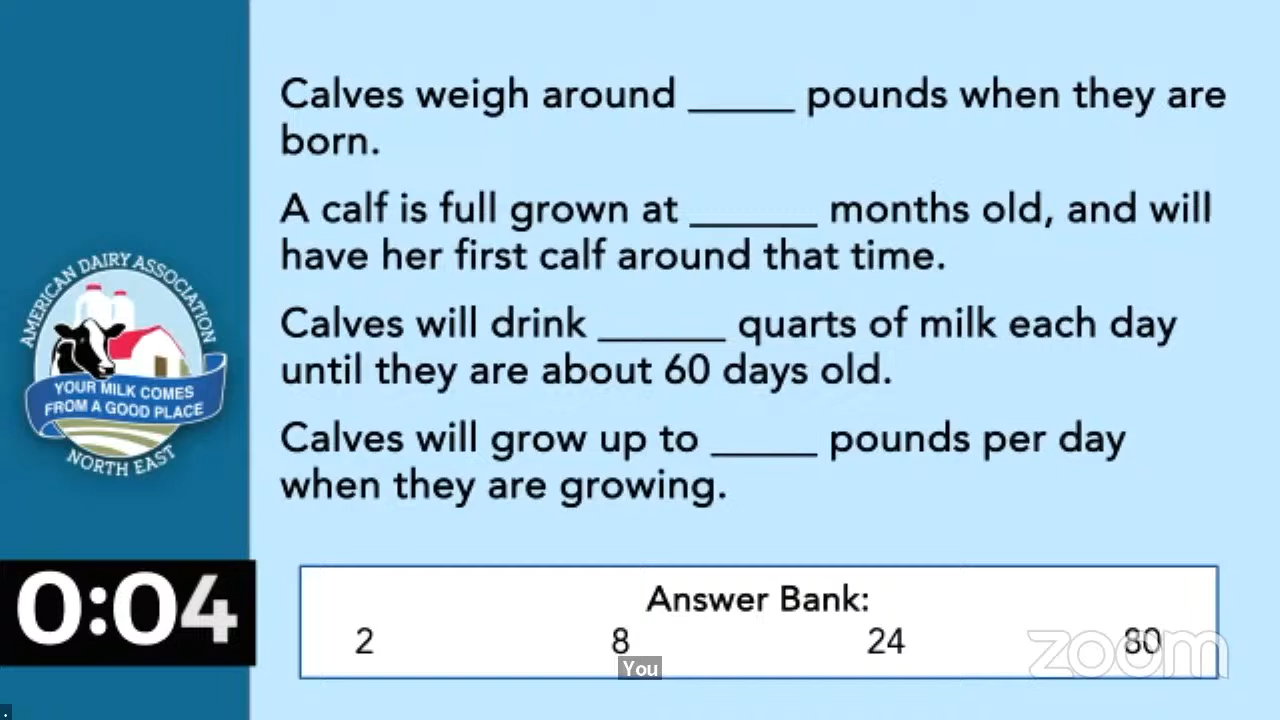 Calves weigh around _____ pounds when they are
born.
A calf is full grown at ______ months old, and will
have her first calf around that time.
Calves will drink ______ quarts of milk each day
until they are about 60 days old.
Calves will grow up to _____ pounds per day
when they are growing.
AMERICAN DAIRY ASSOCIATION
YOUR MILK COMES
FROM A GOOD PLACE
NORTH EAST
0:04
Answer Bank:
2 8 24 80
zoom
You